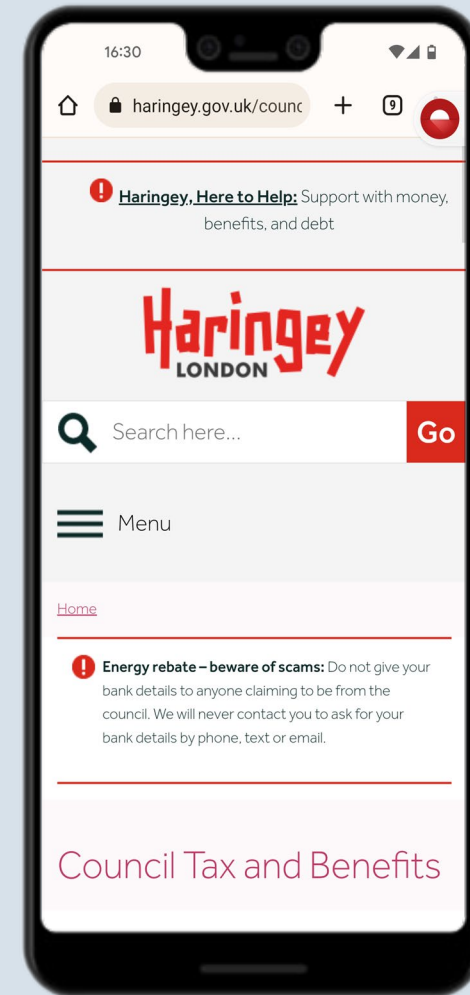 16:30
haringey.gov.uk/counc
9
Haringey, Here to Help: Support with money,
benefits, and debt
Haringey
LONDON
Search here...
Go
Menu
Home
Energy rebate – beware of scams: Do not give your
bank details to anyone claiming to be from the
council. We will never contact you to ask for your
bank details by phone, text or email.
Council Tax and Benefits